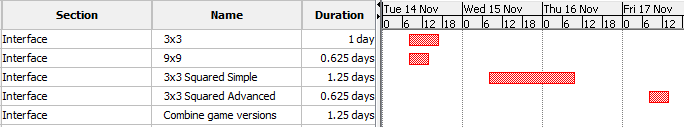 Section Name Duration Tue 14 Nov Wed 15 Nov Thu 16 Nov Fri 17 Nov
0 6 12 18 0 6 12 18 0 6 12 18 0 6 12
Interface 3x3 1 day
Interface 9x9 0.625 days
Interface 3x3 Squared Simple 1.25 days
Interface 3x3 Squared Advanced 0.625 days
Interface Combine game versions 1.25 days